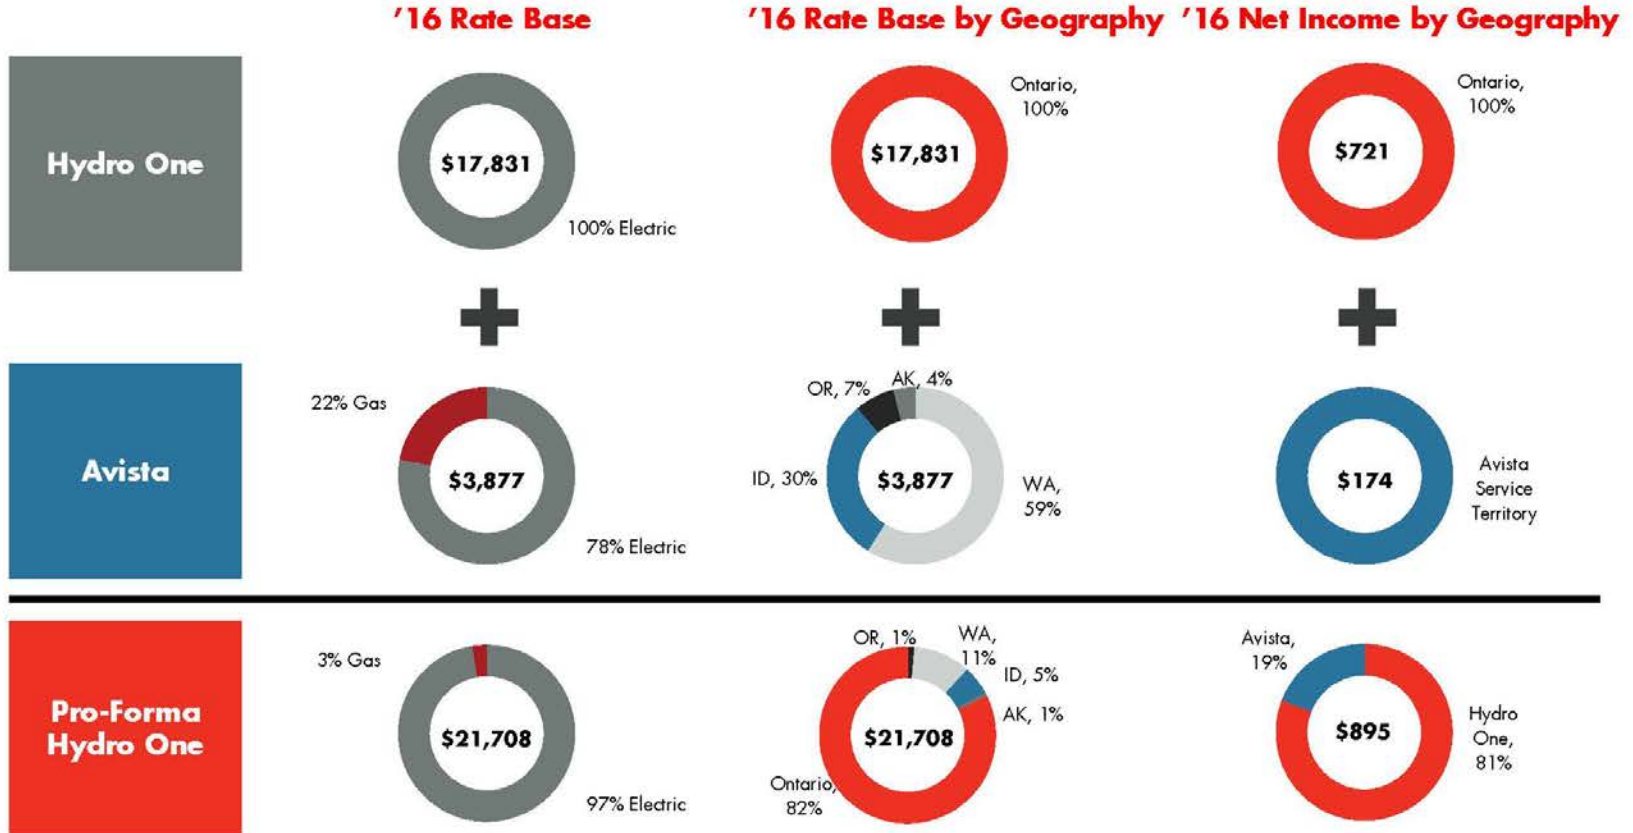 ’16 Rate Base
’16 Rate Base by Geography
’16 Net Income by Geography
Hydro One
$17,831
100% Electric
$17,831
Ontario,
100%
$721
Ontario,
100%
Avista
22% Gas
$3,877
78% Electric
OR, 7%
AK, 4%
ID, 30%
$3,877
WA,
59%
$174
Avista
Service
Territory
Pro-Forma
Hydro One
3% Gas
$21,708
97% Electric
OR, 1%
WA,
11%
ID, 5%
AK, 1%
$21,708
Ontario,
82%
Avista,
19%
$895
Hydro
One,
81%